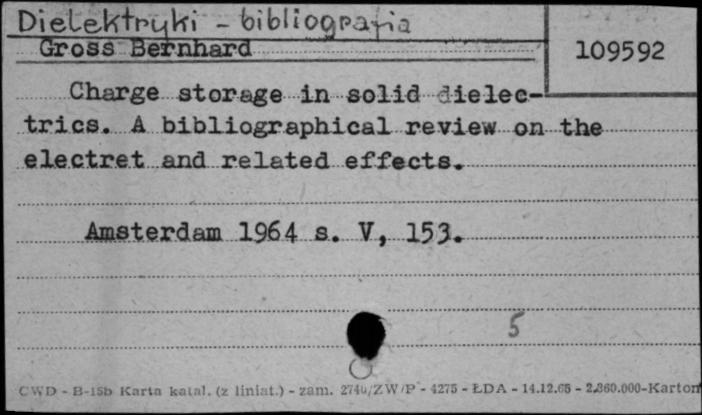 Dielektryki - bibliografia
Gross Bernhard
109592
Charge storage in solid dielec-
trics. A bibliographical review on the
electret and related effects.
Amsterdam 1964 s. V, 153.
5
CWD - B-15b Karta katal. (z liniat.) - zam. 2740/ZW/P - 4275 - ŁDA - 14.12.65 - 2.360.000-Karton